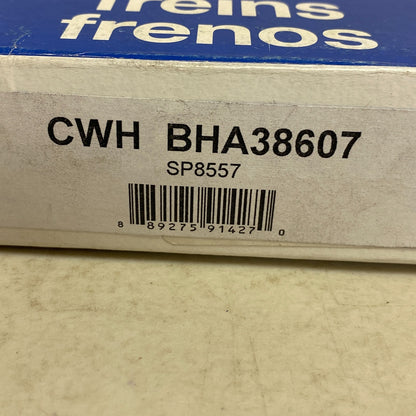 freins
frenos
CWH BHA38607
SP8557
8 89275 91427 0